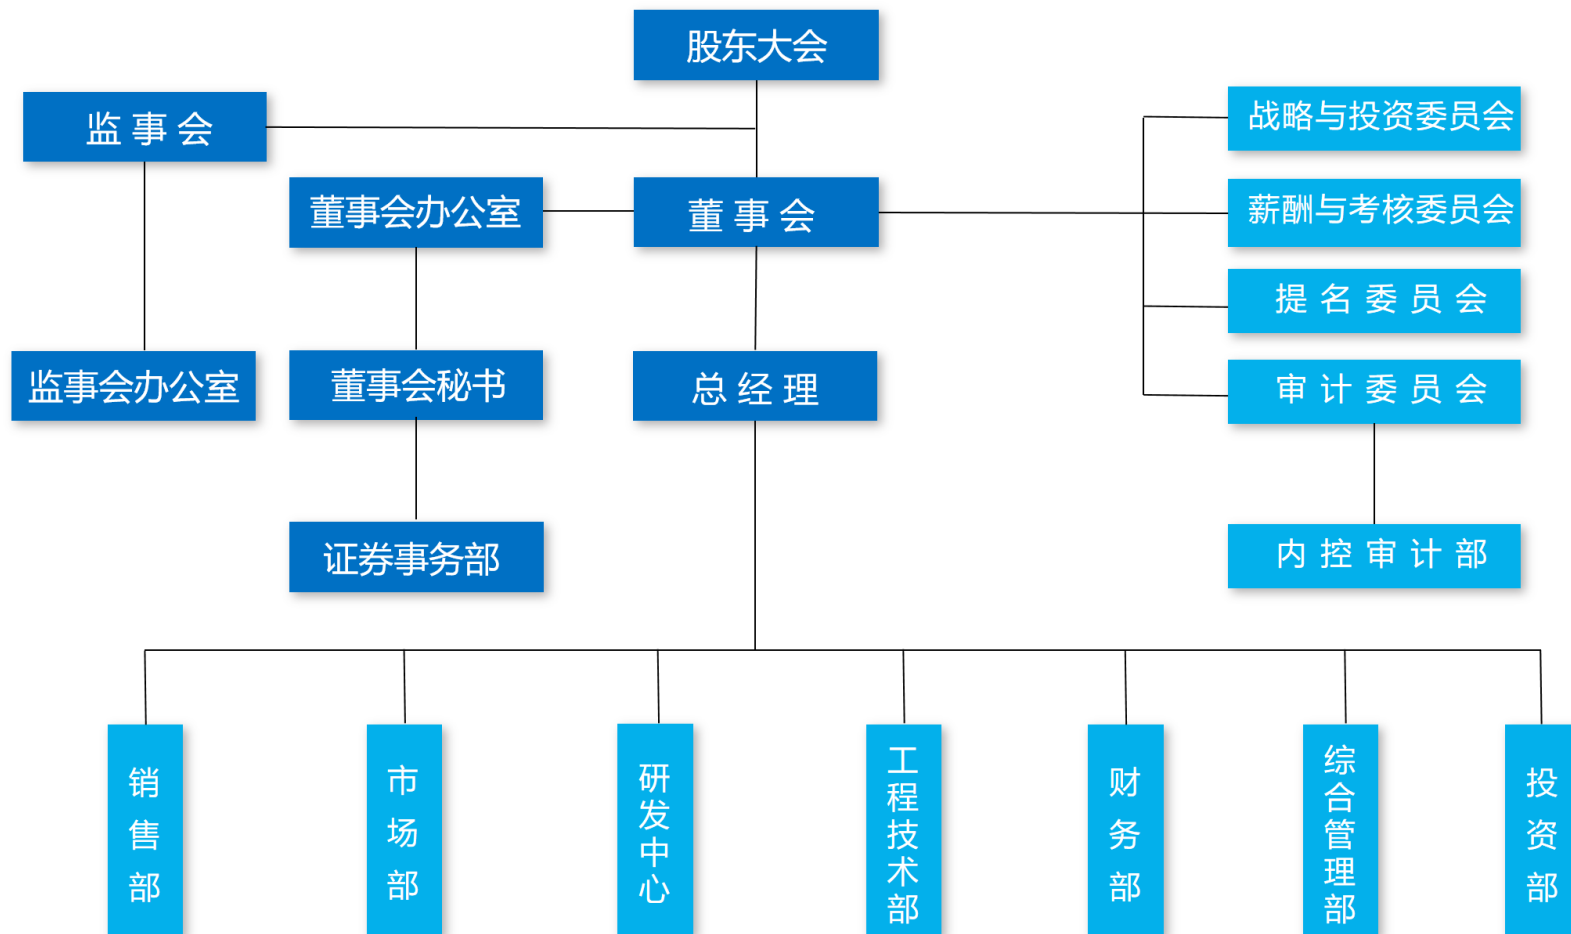 股东大会
监事会
战略与投资委员会
董事会办公室
董事会
薪酬与考核委员会
提名委员会
监事会办公室
董事会秘书
总经理
审计委员会
证券事务部
内控审计部
销售部
市场部
研发中心
工程技术部
财务部
综合管理部
投资部